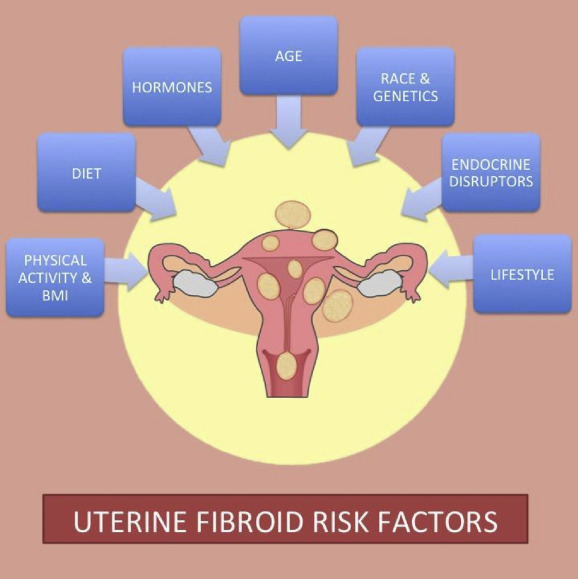 AGE
HORMONES
RACE &
GENETICS
DIET
ENDOCRINE
DISRUPTORS
PHYSICAL
ACTIVITY &
BMI
LIFESTYLE
UTERINE FIBROID RISK FACTORS